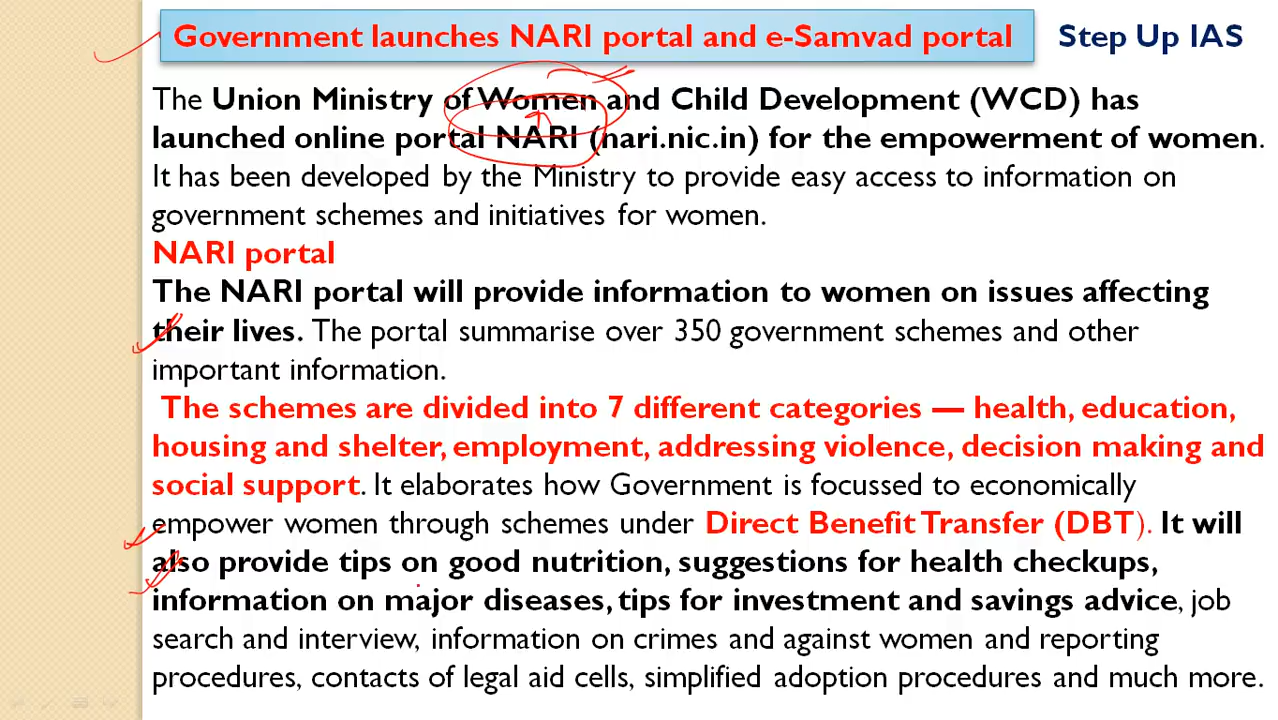 Government launches NARI portal and e-Samvad portal
Step Up IAS
The Union Ministry of Women and Child Development (WCD) has
launched online portal NARI (nari.nic.in) for the empowerment of women.
It has been developed by the Ministry to provide easy access to information on
government schemes and initiatives for women.
NARI portal
The NARI portal will provide information to women on issues affecting
their lives. The portal summarise over 350 government schemes and other
important information.
The schemes are divided into 7 different categories — health, education,
housing and shelter, employment, addressing violence, decision making and
social support. It elaborates how Government is focussed to economically
empower women through schemes under Direct Benefit Transfer (DBT). It will
also provide tips on good nutrition, suggestions for health checkups,
information on major diseases, tips for investment and savings advice, job
search and interview, information on crimes and against women and reporting
procedures, contacts of legal aid cells, simplified adoption procedures and much more.